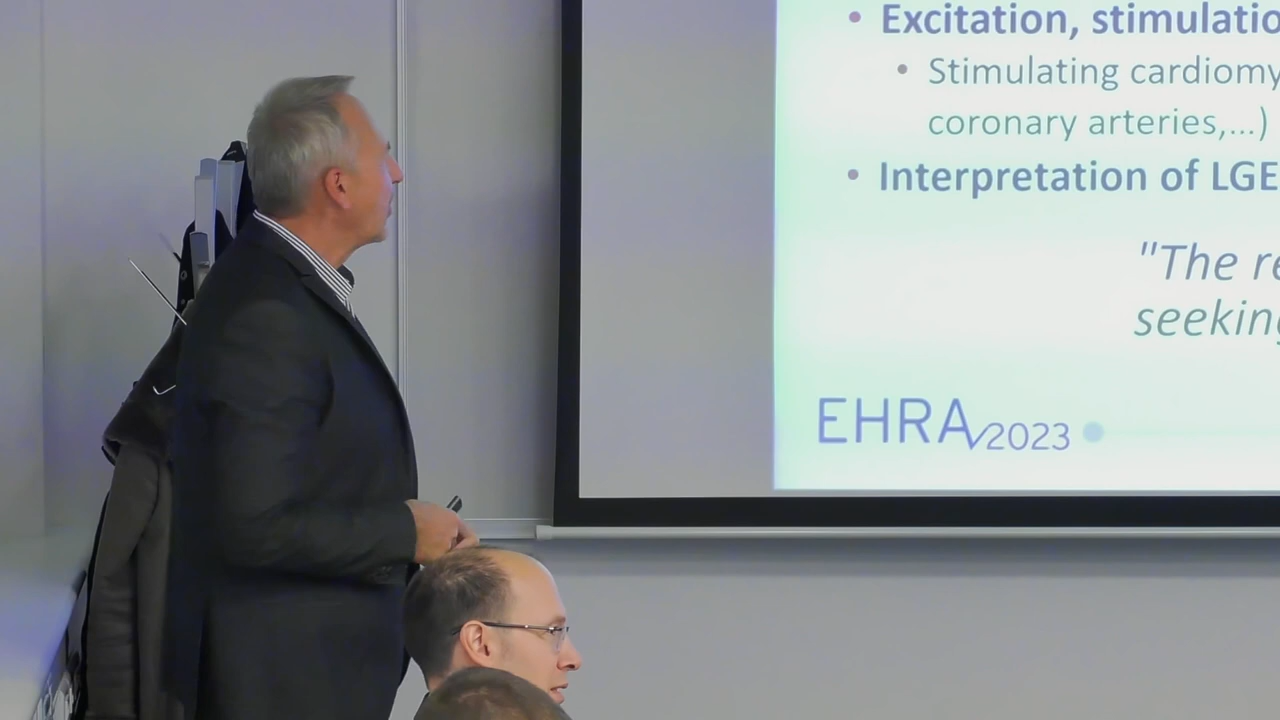 • Excitation, stimulatio
• Stimulating cardiomy
coronary arteries,...)
• Interpretation of LGE
"The re
seeking
EHRA 2023